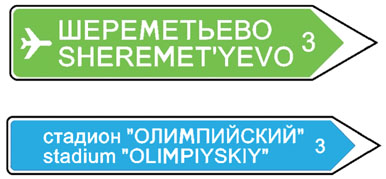 ШЕРЕМЕТЬЕВО
SHEREMET'YEVO 3
стадион "ОЛИМПИЙСКИЙ"
stadium "OLIMPIYSKIY" 3